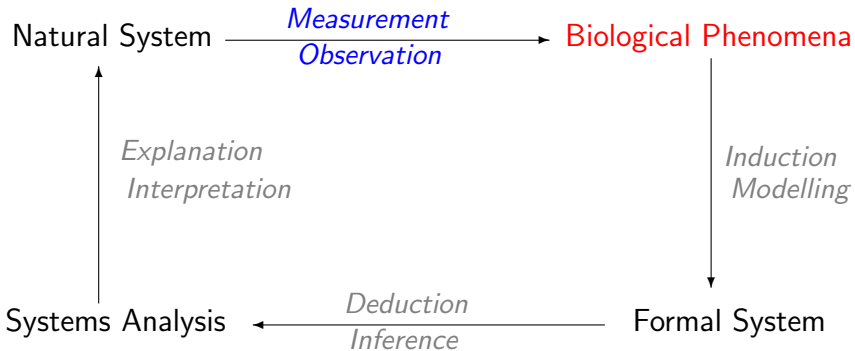 Natural System
Measurement
Observation
Biological Phenomena
Explanation
Interpretation
Induction
Modelling
Systems Analysis
Deduction
Inference
Formal System